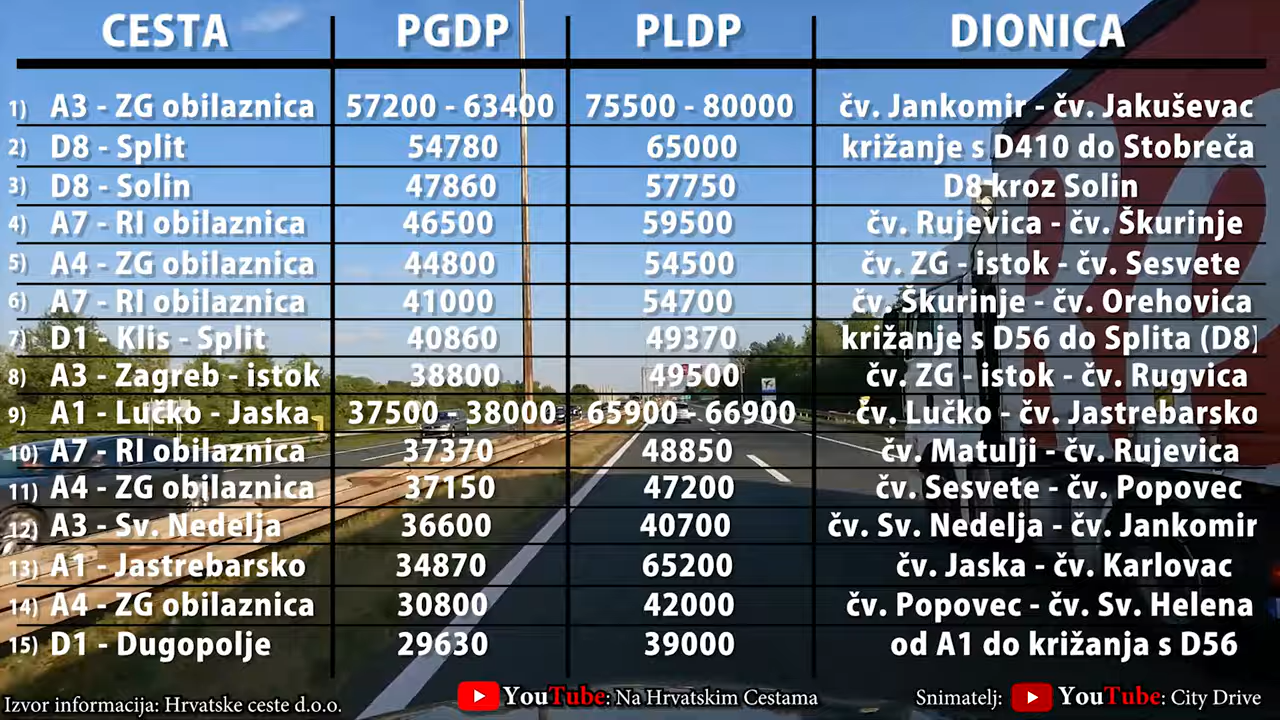 CESTA PGDP PLDP DIONICA
1) A3 - ZG obilaznica 57200 - 63400 75500 - 80000 čv. Jankomir - čv. Jakuševac
2) D8 - Split 54780 65000 križanje s D410 do Stobreča
3) D8 - Solin 47860 57750 D8 kroz Solin
4) A7 - RI obilaznica 46500 59500 čv. Rujevica - čv. Škurinje
5) A4 - ZG obilaznica 44800 54500 čv. ZG - istok - čv. Sesvete
6) A7 - RI obilaznica 41000 54700 čv. Škurinje - čv. Orehovica
7) D1 - Klis - Split 40860 49370 križanje s D56 do Splita (D8)
8) A3 - Zagreb - istok 38800 49500 čv. ZG - istok - čv. Rugvica
9) A1 - Lučko - Jaska 37500 - 38000 65900 - 66900 čv. Lučko - čv. Jastrebarsko
10) A7 - RI obilaznica 37370 48850 čv. Matulji - čv. Rujevica
11) A4 - ZG obilaznica 37150 47200 čv. Sesvete - čv. Popovec
12) A3 - Sv. Nedelja 36600 40700 čv. Sv. Nedelja - čv. Jankomir
13) A1 - Jastrebarsko 34870 65200 čv. Jaska - čv. Karlovac
14) A4 - ZG obilaznica 30800 42000 čv. Popovec - čv. Sv. Helena
15) D1 - Dugopolje 29630 39000 od A1 do križanja s D56
Izvor informacija: Hrvatske ceste d.o.o. YouTube: Na Hrvatskim Cestama Snimatelj: YouTube: City Drive